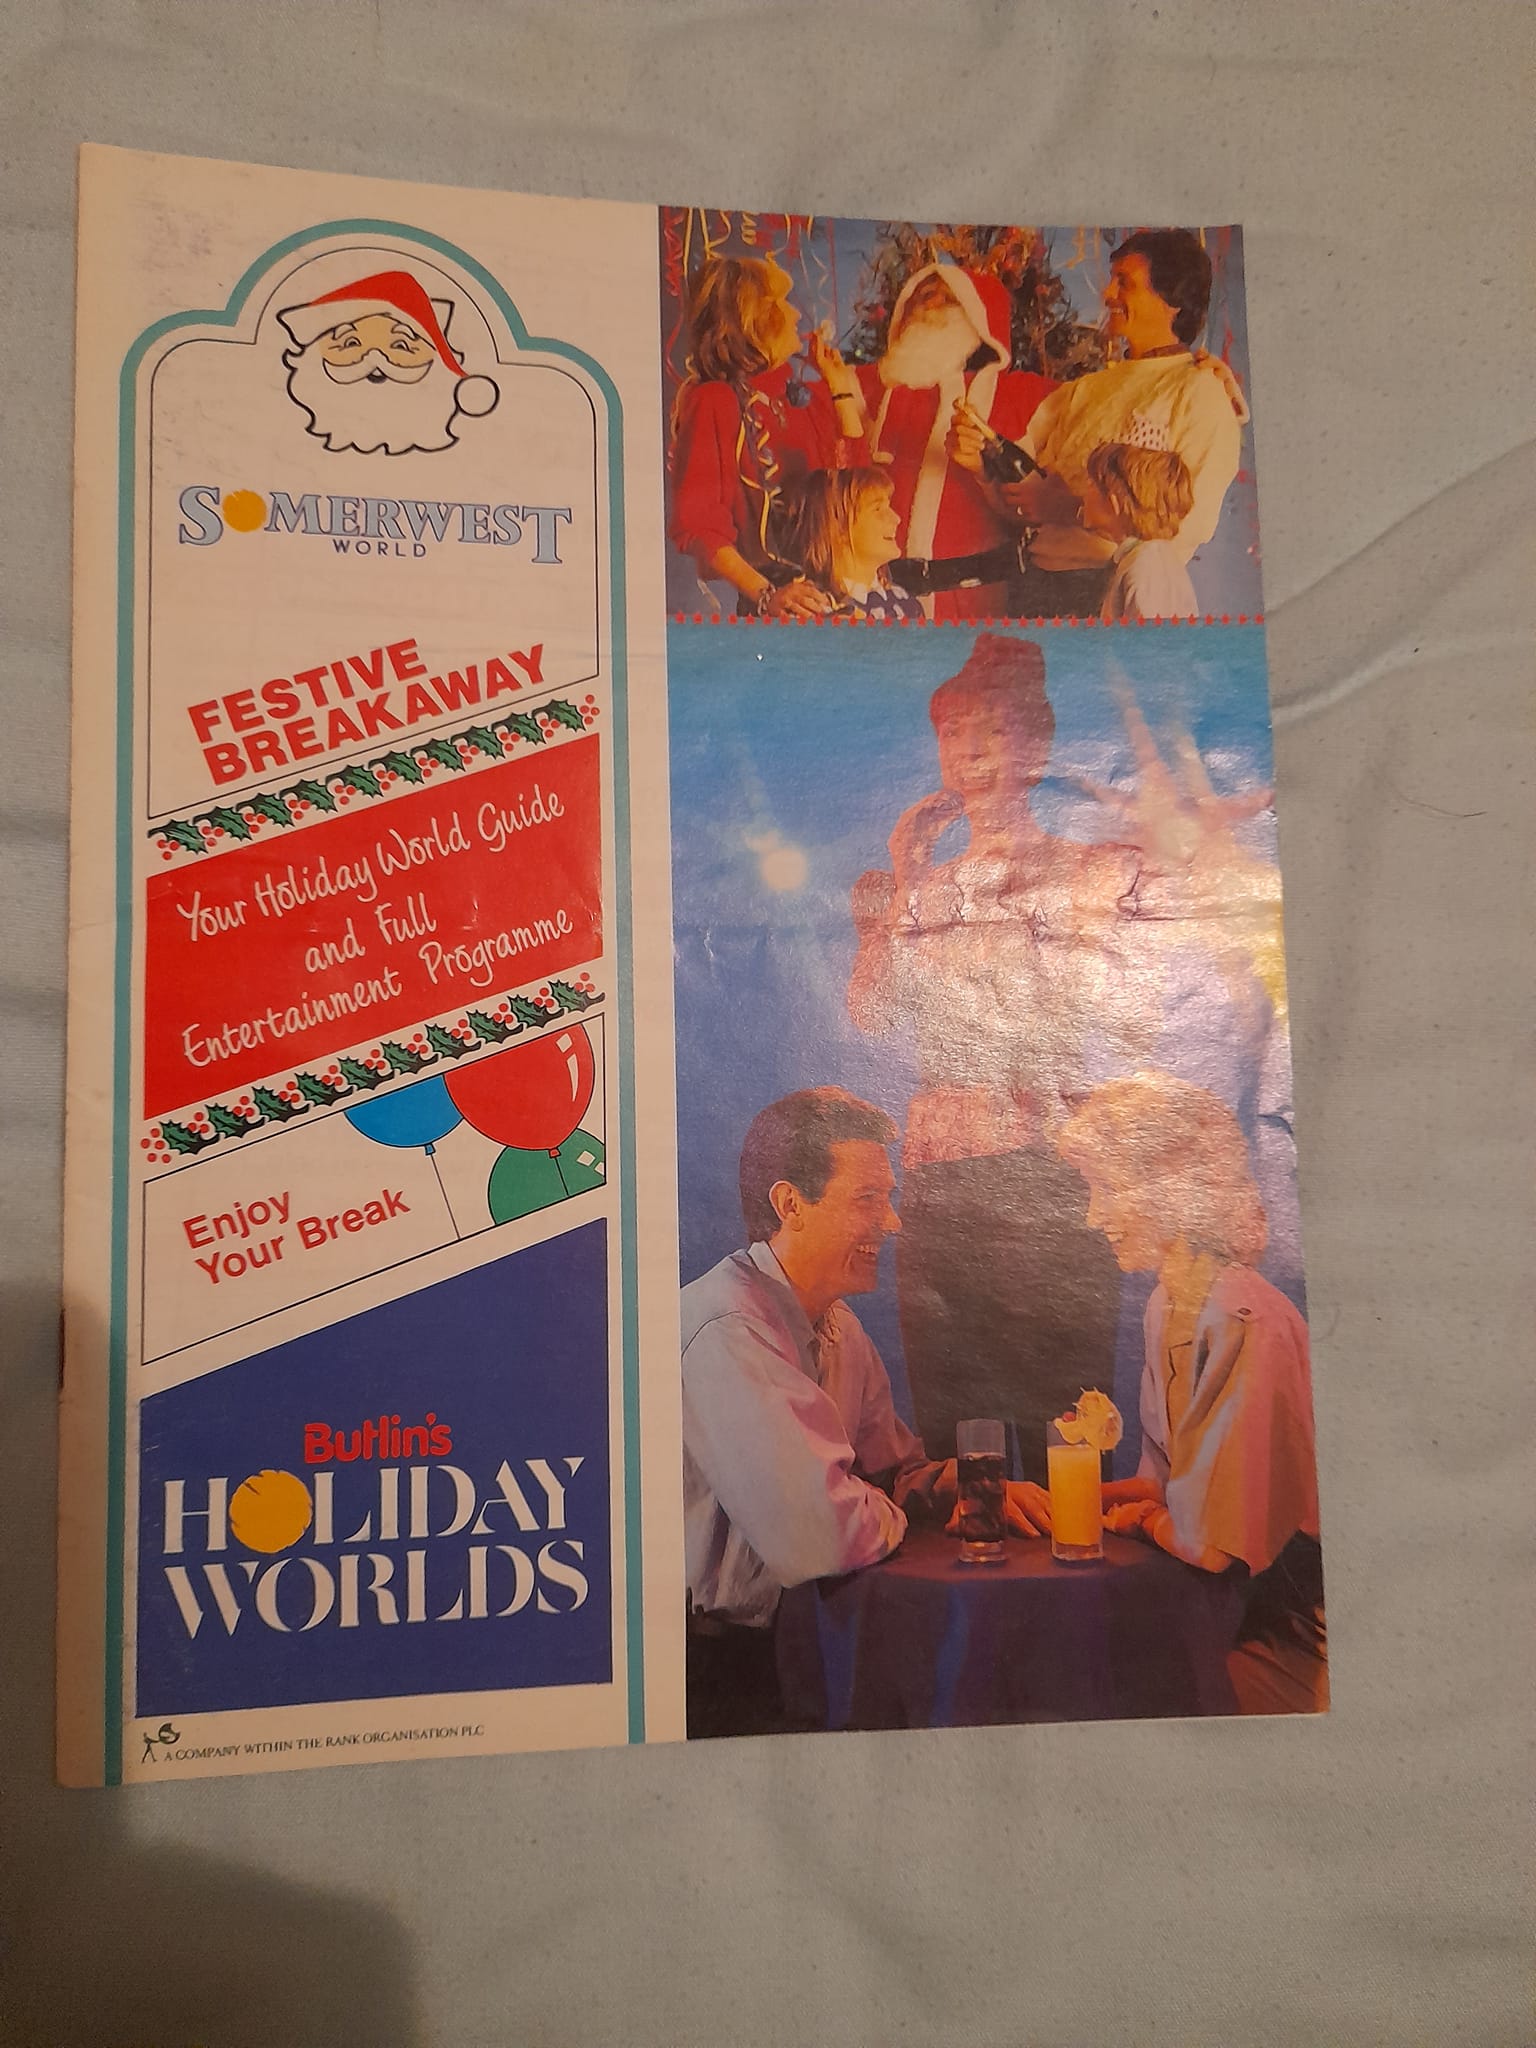 SOMERWEST
WORLD
FESTIVE
BREAKAWAY
Your Holiday World Guide
and Full
Entertainment Programme
Enjoy
Your Break
Butlin's
HOLIDAY
WORLDS
A COMPANY WITHIN THE RANK ORGANISATION PLC